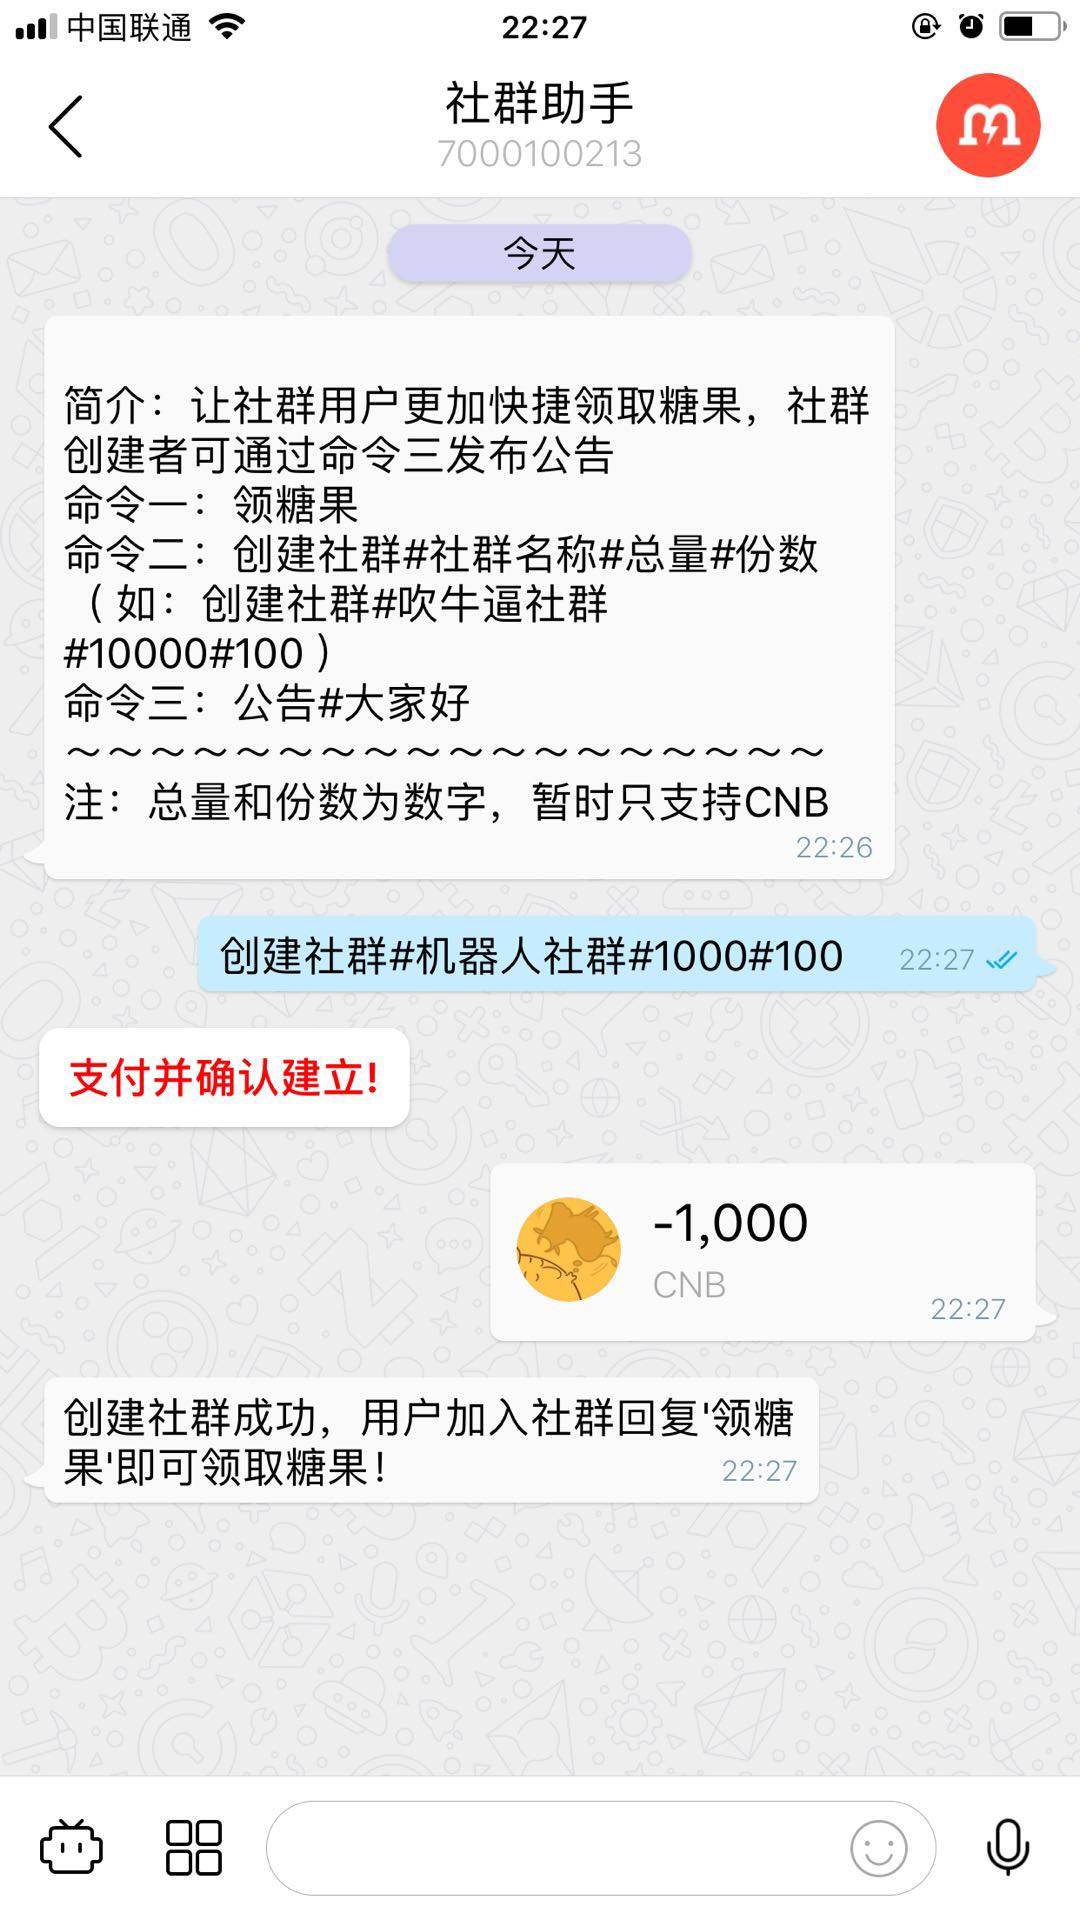 中国联通
22:27
社群助手
7000100213
今天
简介：让社群用户更加快捷领取糖果，社群
创建者可通过命令三发布公告
命令一：领糖果
命令二：创建社群#社群名称#总量#份数
（如：创建社群#吹牛逼社群
#10000#100）
命令三：公告#大家好
～～～～～～～～～～～～～～～～～～
注：总量和份数为数字，暂时只支持CNB
22:26
创建社群#机器人社群#1000#100
22:27
支付并确认建立!
-1,000
CNB
22:27
创建社群成功，用户加入社群回复'领糖
果'即可领取糖果！
22:27